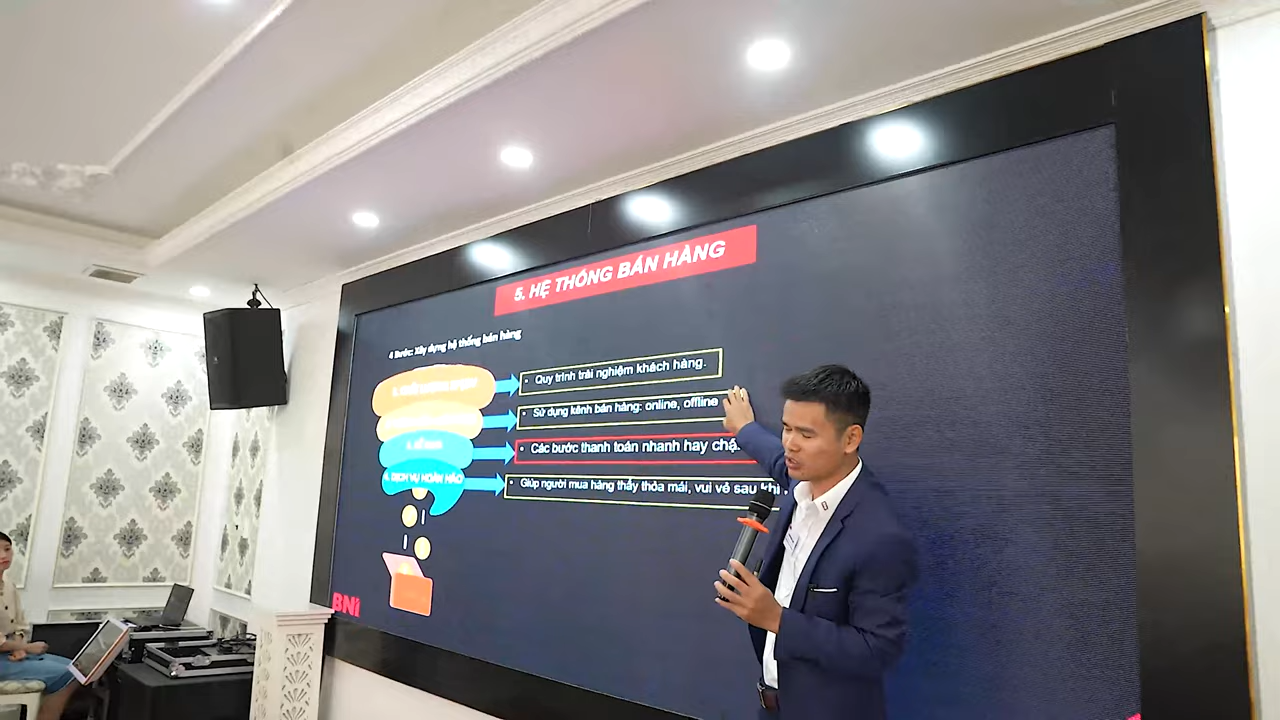 5. HỆ THỐNG BÁN HÀNG
4 Bước: Xây dựng hệ thống bán hàng
• Quy trình trải nghiệm khách hàng.
• Sử dụng kênh bán hàng: online, offline
• Các bước thanh toán nhanh hay
DỊCH VỤ HOÀN HẢO
• Giúp người mua hàng thấy thỏa mái, vui vẻ sau khi
BNI